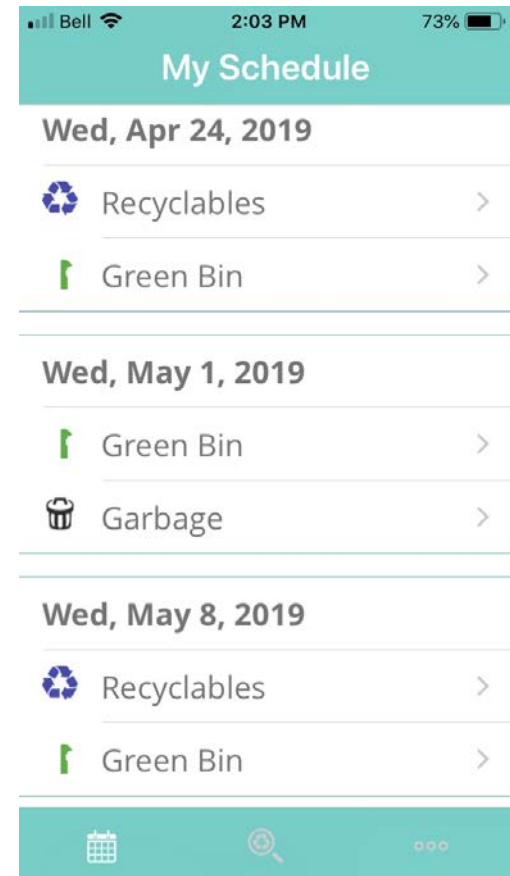 Bell 2:03 PM 73%
My Schedule
Wed, Apr 24, 2019
Recyclables
Green Bin
Wed, May 1, 2019
Green Bin
Garbage
Wed, May 8, 2019
Recyclables
Green Bin